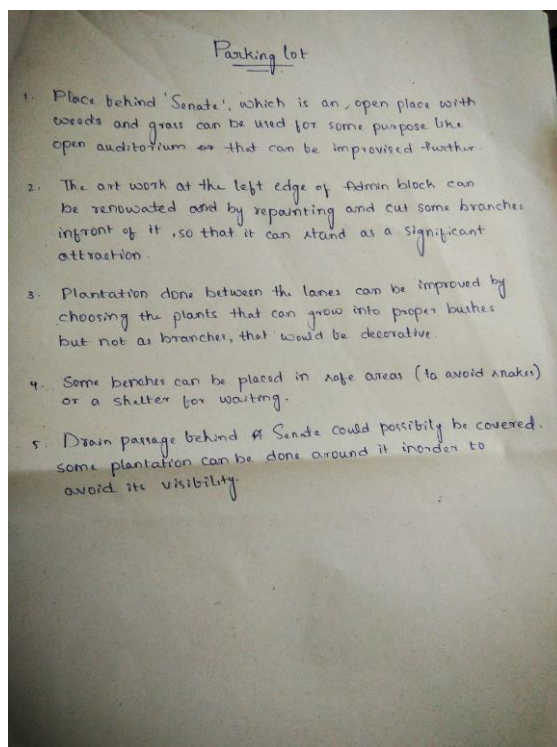 Parking lot
1. Place behind 'Senate', which is an open place with
weeds and grass can be used for some purpose like
open auditorium that can be improvised further.
2. The art work at the left edge of Admin block can
be renowated and by repainting and cut some branches
infront of it, so that it can stand as a significant
attraction.
3. Plantation done between the lanes can be improved by
choosing the plants that can grow into proper bushes
but not as branches, that would be decorative.
4. Some benches can be placed in safe areas (to avoid snakes)
or a shelter for waiting.
5. Drain passage behind Senate could possibily be covered.
some plantation can be done around it inorder to
avoid its visibility.